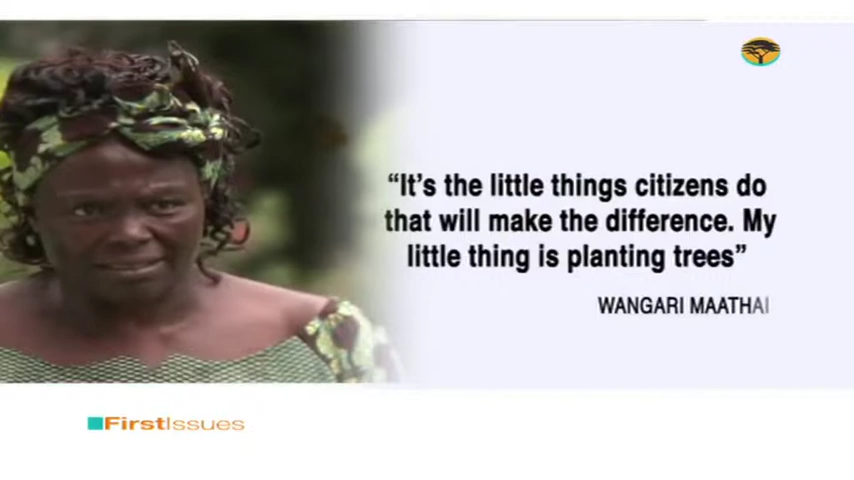 “It’s the little things citizens do
that will make the difference. My
little thing is planting trees”
WANGARI MAATHAI
FirstIssues